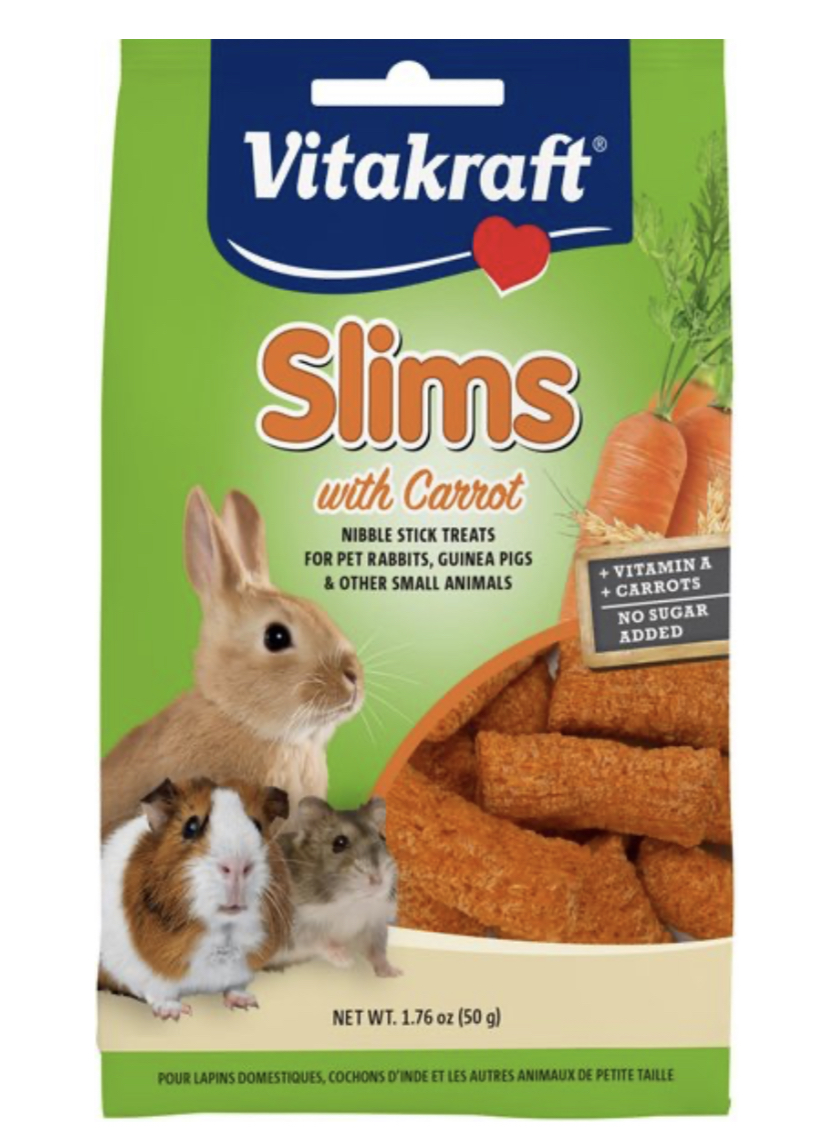 Vitakraft®
Slims
with Carrot
NIBBLE STICK TREATS
FOR PET RABBITS, GUINEA PIGS
& OTHER SMALL ANIMALS
+ VITAMIN A
+ CARROTS
NO SUGAR
ADDED
NET WT. 1.76 oz (50 g)
POUR LAPINS DOMESTIQUES, COCHONS D'INDE ET LES AUTRES ANIMAUX DE PETITE TAILLE